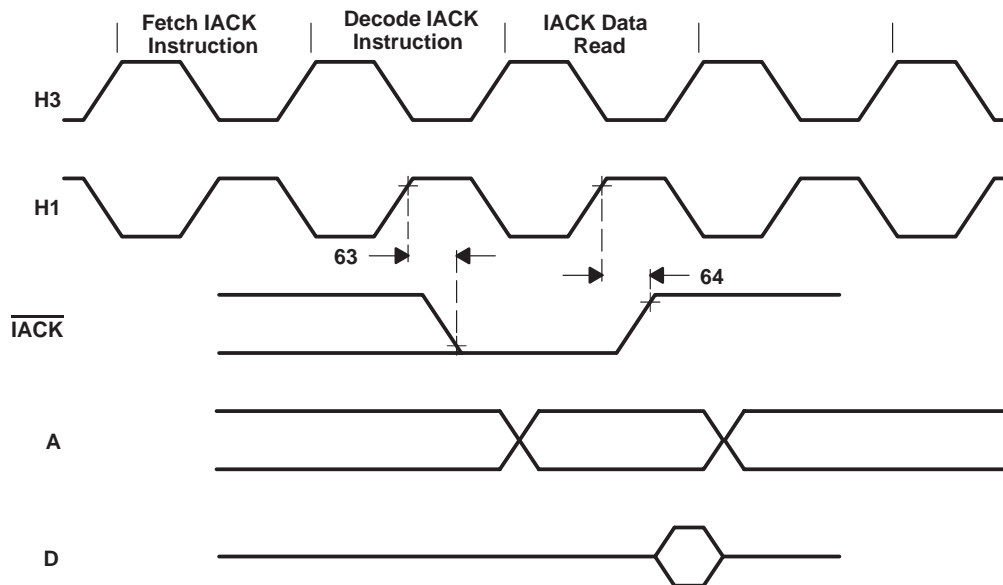 Fetch IACK
Instruction
Decode IACK
Instruction
IACK Data
Read
H3
H1
63
64
IACK
A
D